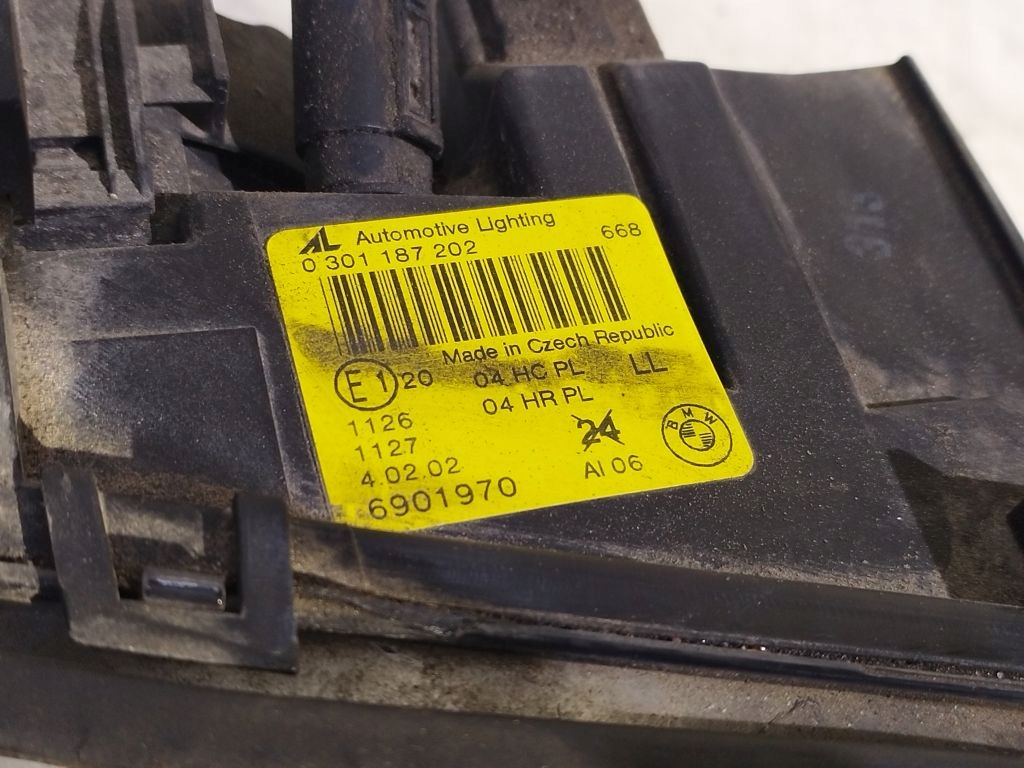 AL Automotive Lighting
0 301 187 202
668
Made in Czech Republic
E1 20 04 HC PL LL
04 HR PL
1126
1127
4.02.02
24
AI 06
BMW
6901970